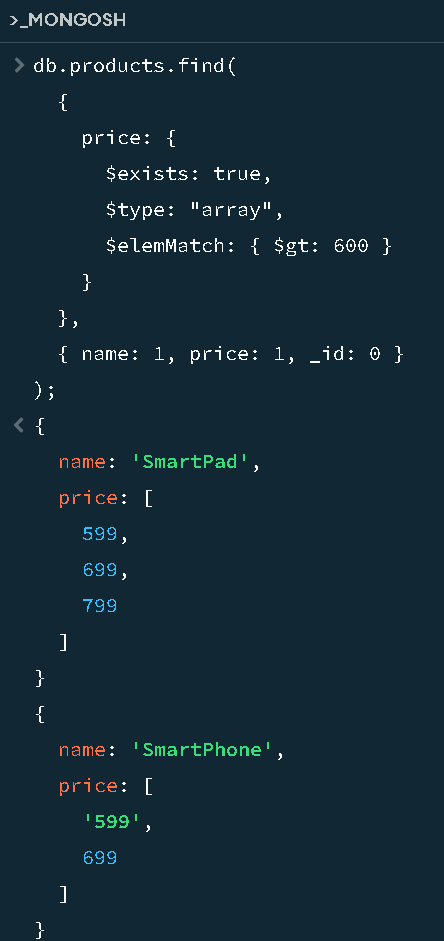 >_MONGOSH
> db.products.find(
{
price: {
$exists: true,
$type: "array",
$elemMatch: { $gt: 600 }
}
},
{ name: 1, price: 1, _id: 0 }
);
< {
name: 'SmartPad',
price: [
599,
699,
799
]
}
{
name: 'SmartPhone',
price: [
'599',
699
]
}